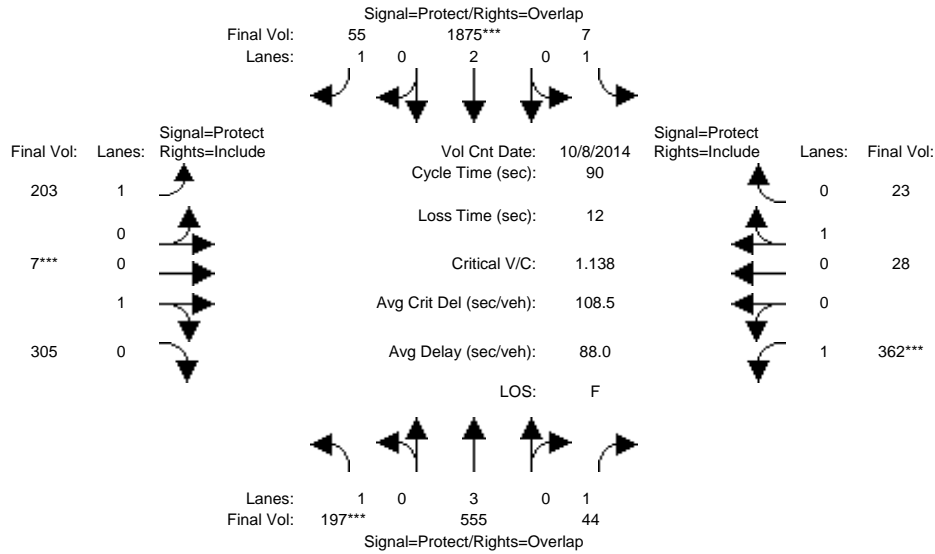 Signal=Protect/Rights=Overlap
Final Vol: 55 1875*** 7
Lanes: 1 0 2 0 1
Signal=Protect Signal=Protect
Final Vol: Lanes: Rights=Include Vol Cnt Date: 10/8/2014 Rights=Include Lanes: Final Vol:
Cycle Time (sec): 90
203 1 0 23
Loss Time (sec): 12
0 1
7*** 0 Critical V/C: 1.138 0 28
1 Avg Crit Del (sec/veh): 108.5 0
305 0 Avg Delay (sec/veh): 88.0 1 362***
LOS: F
Lanes: 1 0 3 0 1
Final Vol: 197*** 555 44
Signal=Protect/Rights=Overlap